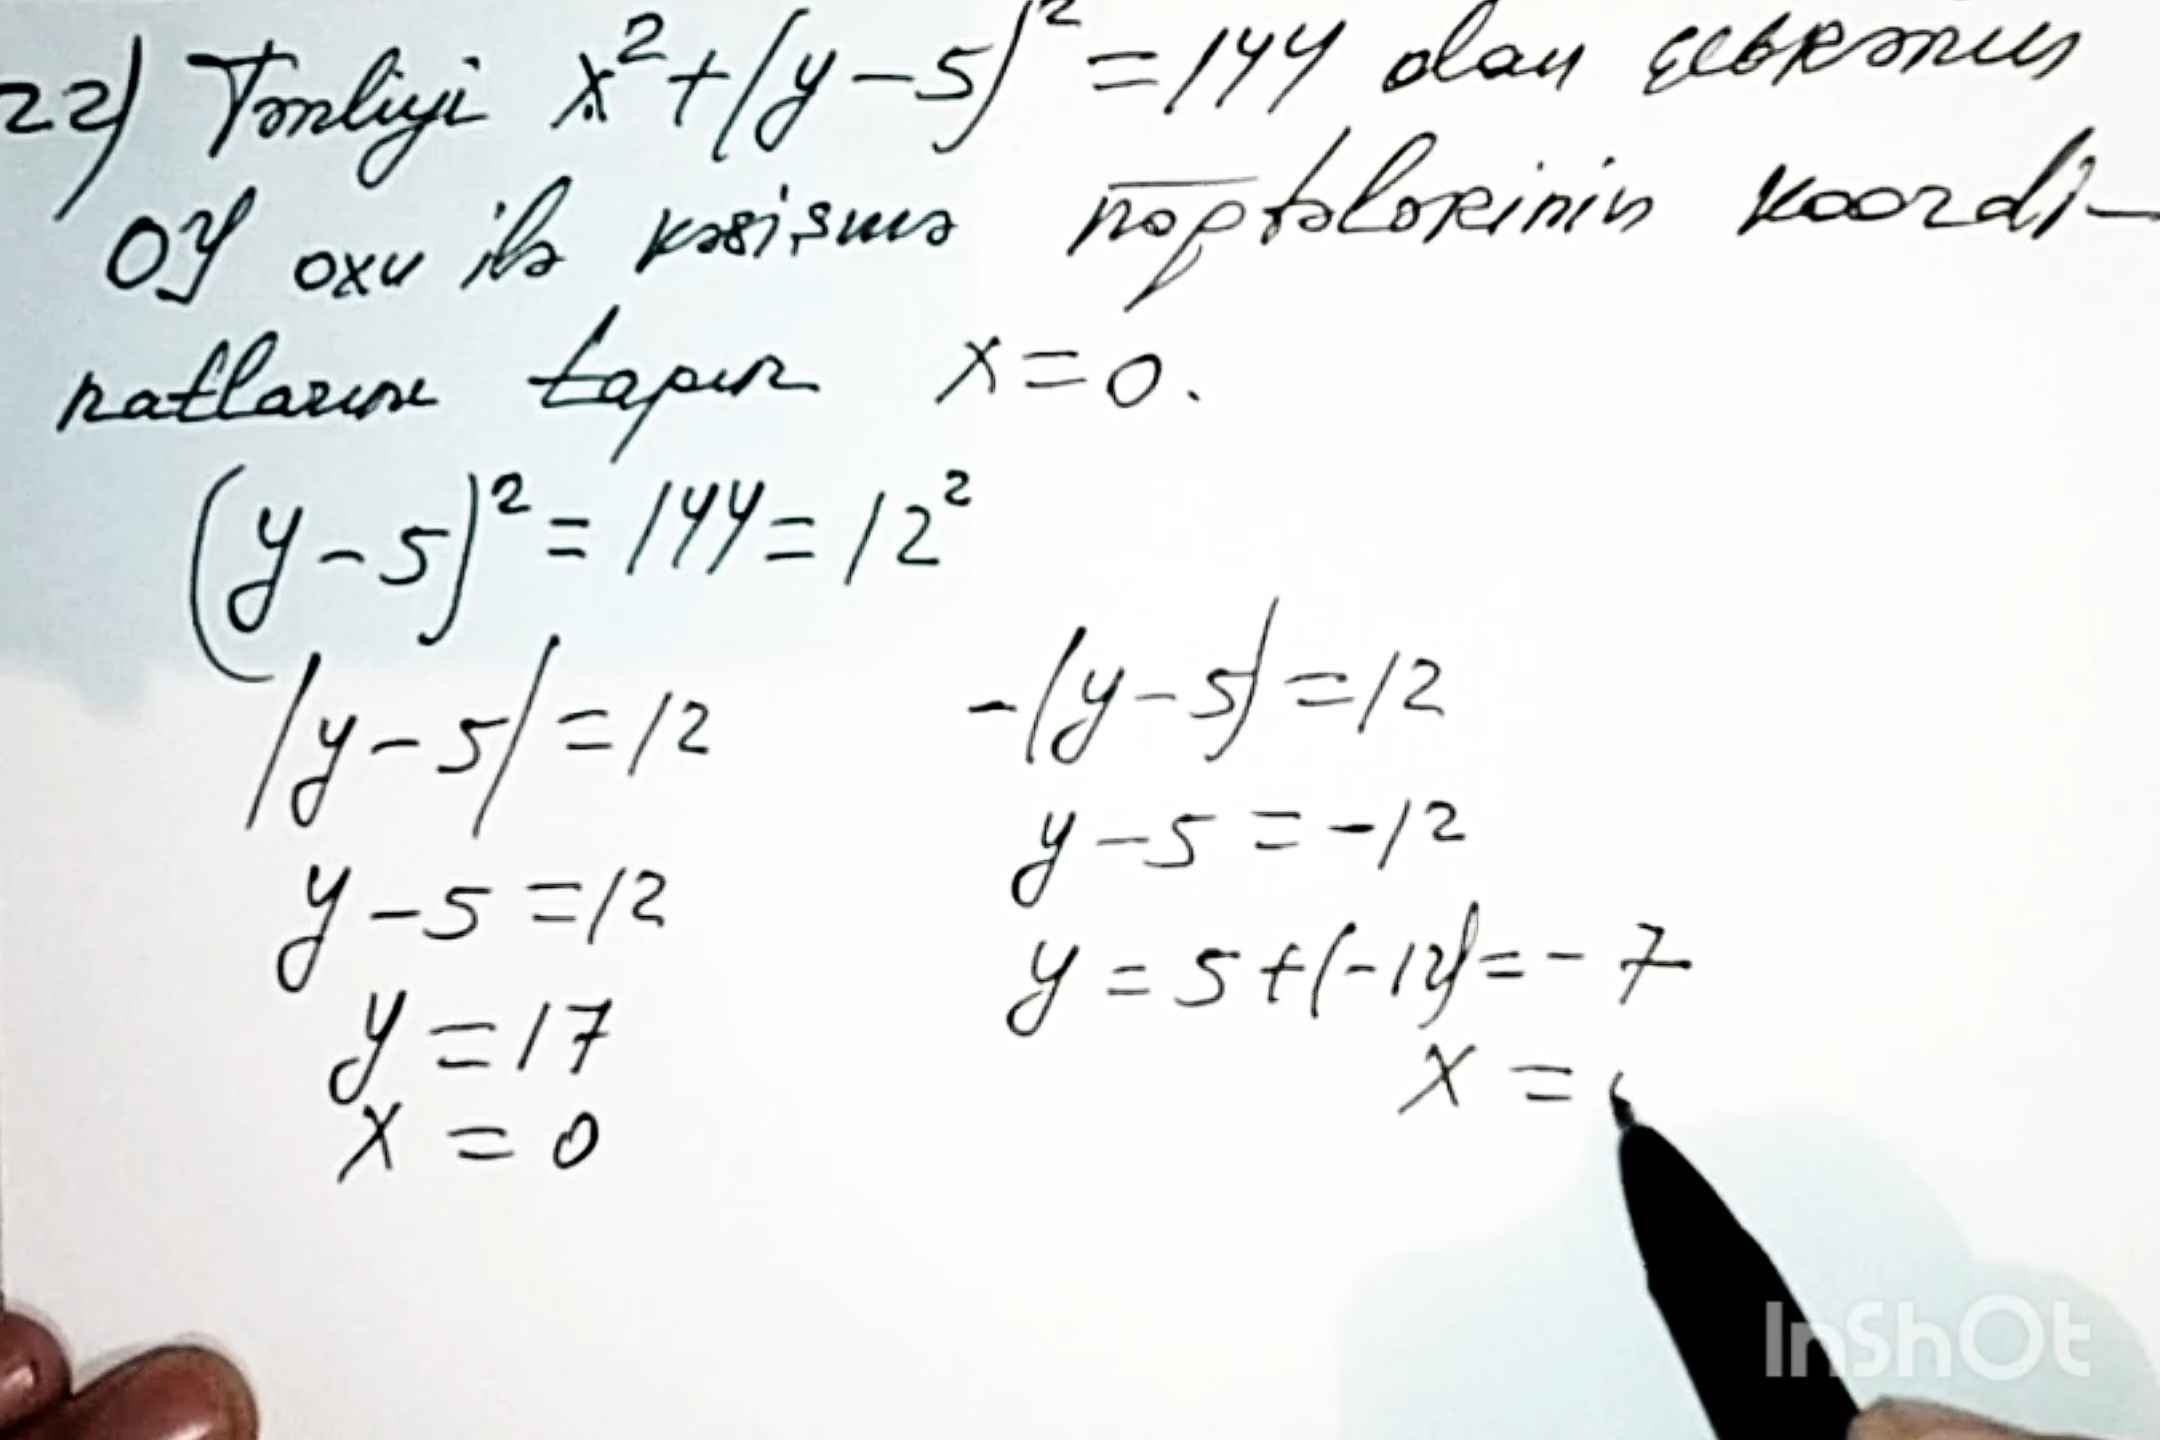 22) Tənliyi x²+(y-5)²=144 olan çevrənin
OY oxu ilə kəsişmə nöqtələrinin koordi-
natlarını tapın x=0.
(y-5)²=144=12²
|y-5|=12
-(y-5)=12
y-5=12
y-5=-12
y=17
y=5+(-12)=-7
x=0
x=
InShOt